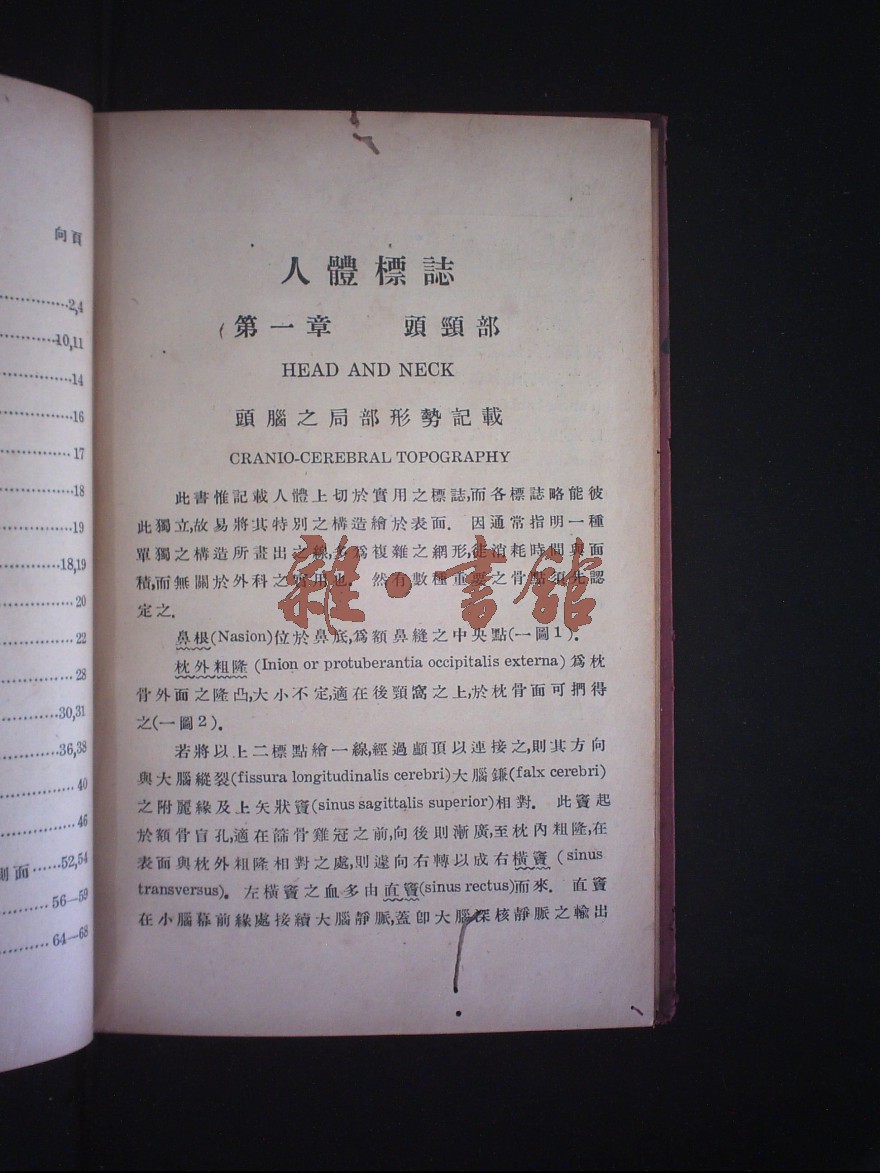 向頁
2,4
10,11
14
16
17
18
19
18,19
20
22
28
30,31
36,38
40
46
面……52,54
56—59
64—68
人體標誌
第一章 頭頸部
HEAD AND NECK
頭腦之局部形勢記載
CRANIO-CEREBRAL TOPOGRAPHY
此書惟記載人體上切於實用之標誌,而各標誌略能彼
此獨立,故易將其特別之構造繪於表面. 因通常指明一種
單獨之構造所畫出之線,多爲複雜之網形,徒消耗時間與面
積,而無關於外科之實用也. 然有數種重要之骨點須先認
定之.
鼻根(Nasion)位於鼻底,爲額鼻縫之中央點(一圖1).
枕外粗隆 (Inion or protuberantia occipitalis externa) 爲枕
骨外面之隆凸,大小不定,適在後頸窩之上,於枕骨面可捫得
之(一圖2).
若將以上二標點繪一線,經過顱頂以連接之,則其方向
與大腦縱裂(fissura longitudinalis cerebri)大腦鐮(falx cerebri)
之附麗緣及上矢狀竇(sinus sagittalis superior)相對. 此竇起
於額骨盲孔,適在篩骨雞冠之前,向後則漸廣,至枕內粗隆,在
表面與枕外粗隆相對之處,則遽向右轉以成右橫竇 (sinus
transversus). 左橫竇之血多由直竇(sinus rectus)而來. 直竇
在小腦幕前緣處接續大腦靜脈,蓋卽大腦深核靜脈之輸出
雜·書館